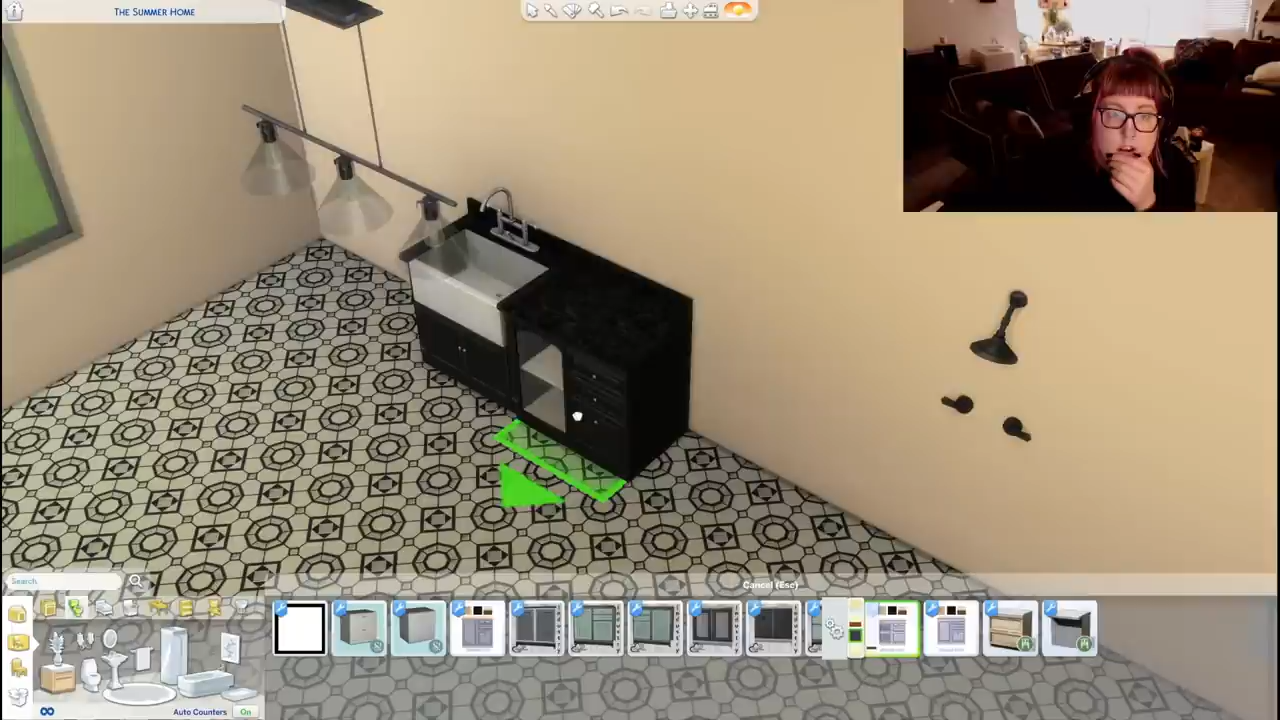 THE SUMMER HOME
Cancel (Esc)
Search
Auto Counters
On